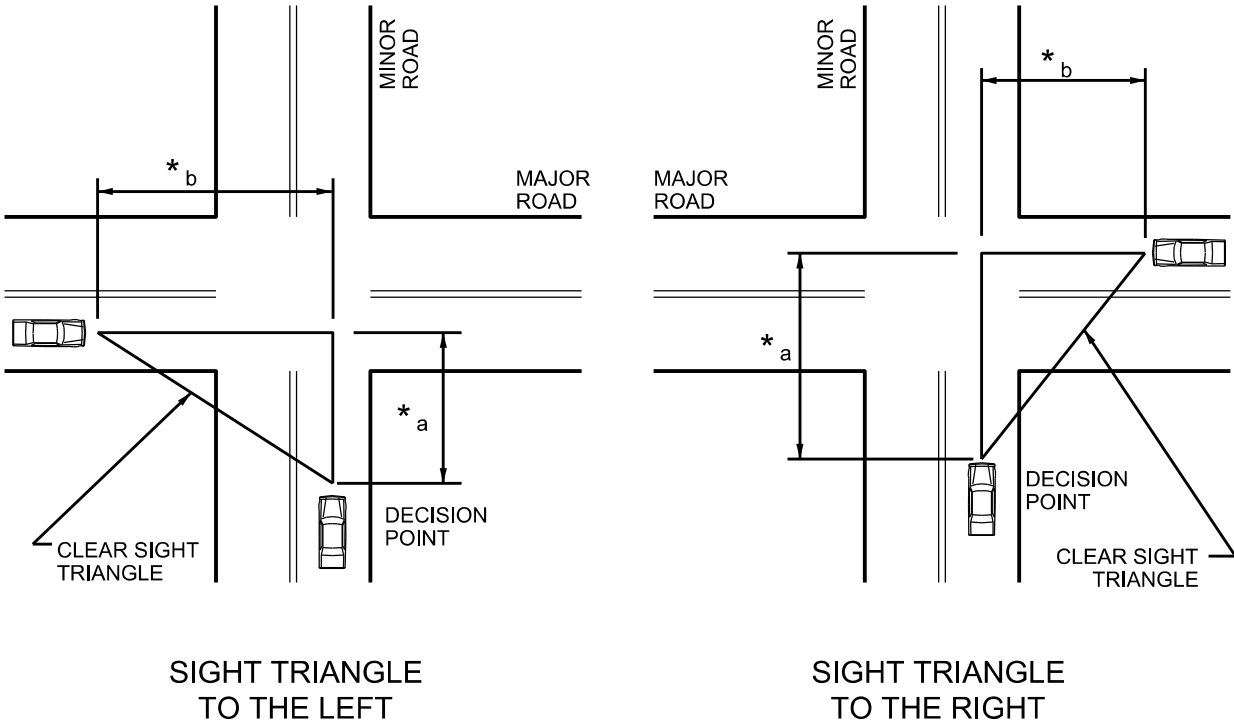 MINOR
ROAD
* b
MAJOR
ROAD
* a
DECISION
POINT
CLEAR SIGHT
TRIANGLE
SIGHT TRIANGLE
TO THE LEFT
MINOR
ROAD
* b
MAJOR
ROAD
* a
DECISION
POINT
CLEAR SIGHT
TRIANGLE
SIGHT TRIANGLE
TO THE RIGHT